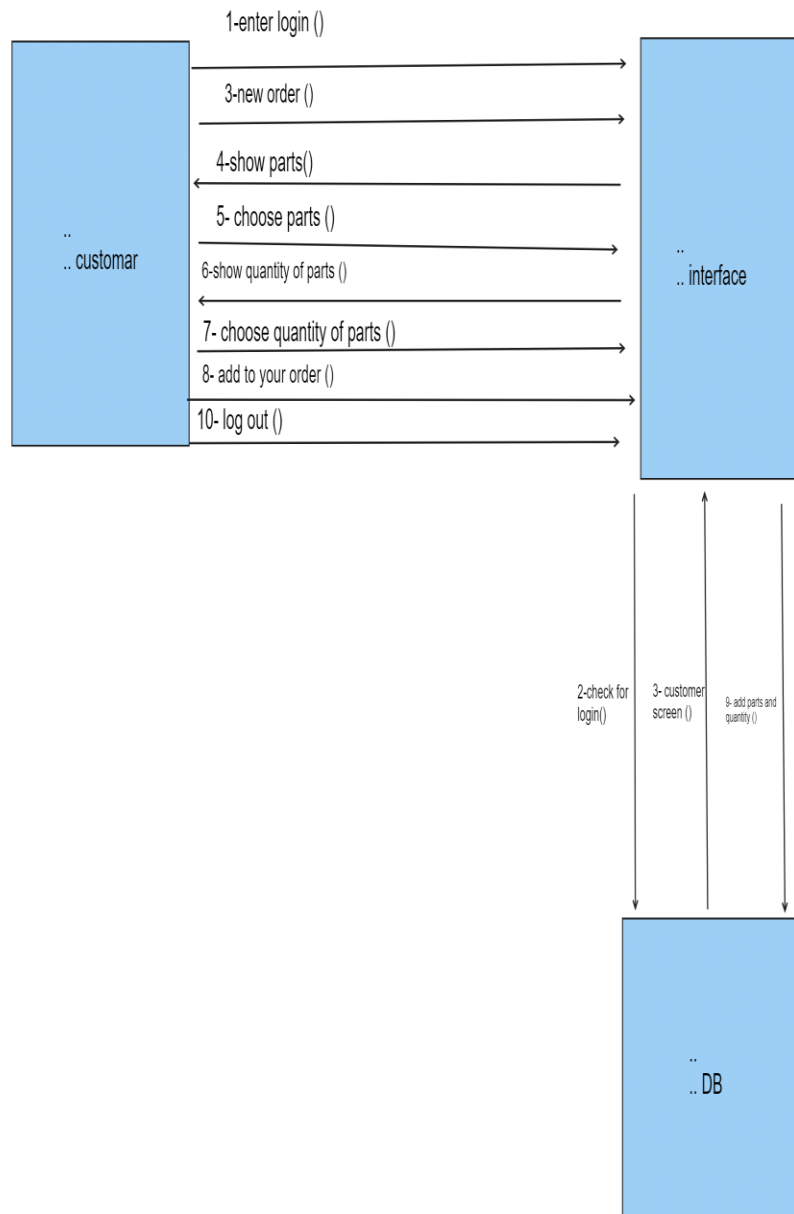 1-enter login ()
3-new order ()
4-show parts()
5- choose parts ()
6-show quantity of parts ()
7- choose quantity of parts ()
8- add to your order ()
10- log out ()
..
.. customar
..
.. interface
2-check for
login()
3- customer
screen ()
9- add parts and
quantity ()
..
.. DB